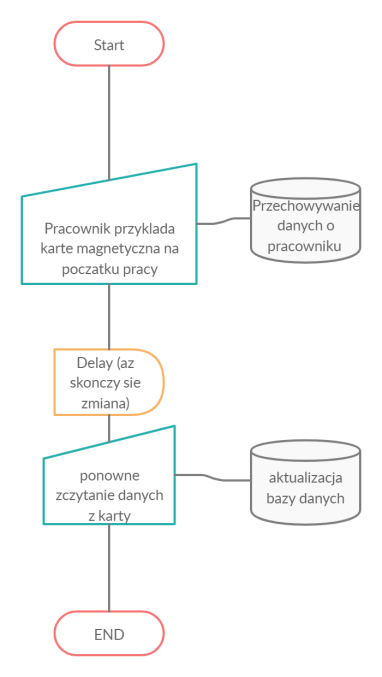 Start
Pracownik przyklada
karte magnetyczna na
poczatku pracy
Przechowywanie
danych o
pracowniku
Delay (az
skonczy sie
zmiana)
ponowne
zczytanie danych
z karty
aktualizacja
bazy danych
END